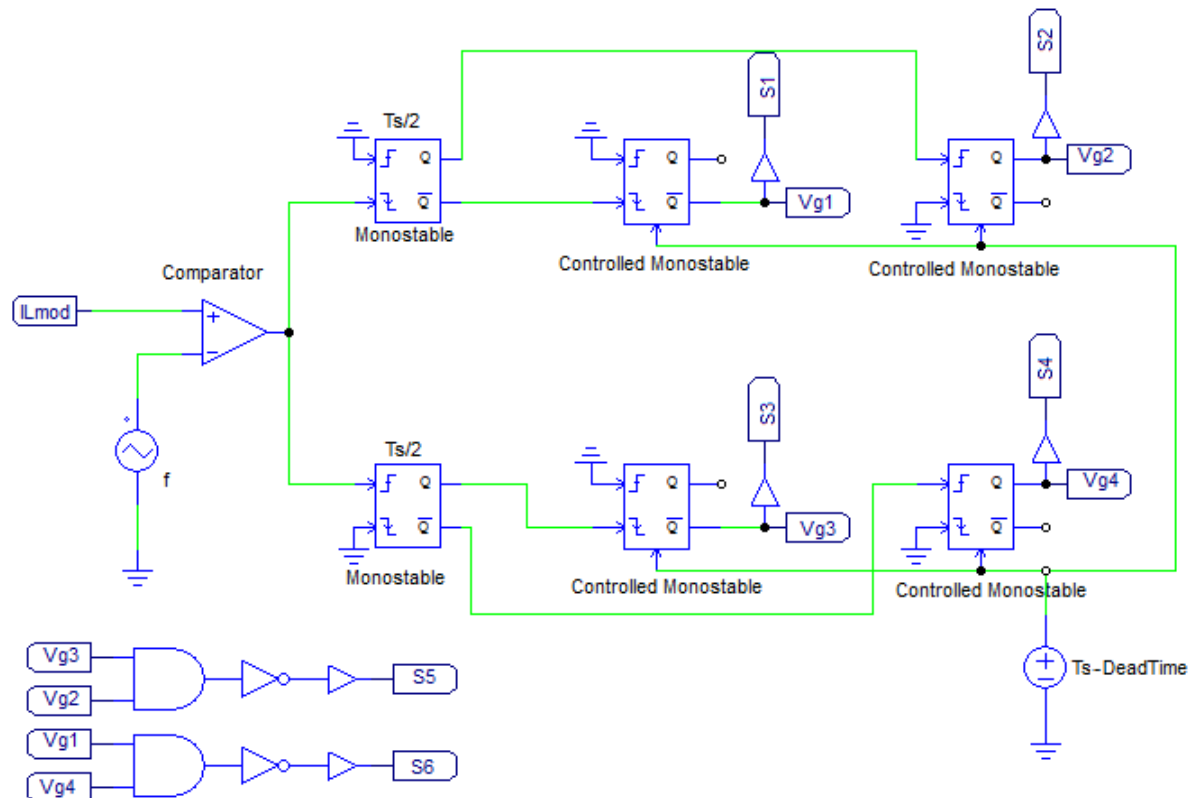 S2
S1
Ts/2
Q
Q
Q
Vg2
Q
Q
Q
Vg1
Monostable
Controlled Monostable
Controlled Monostable
Comparator
ILmod
+
−
S4
S3
f
Ts/2
Q
Q
Q
Vg4
Q
Q
Q
Vg3
Monostable
Controlled Monostable
Controlled Monostable
Vg3
Vg2
S5
+
−
Ts-DeadTime
Vg1
Vg4
S6